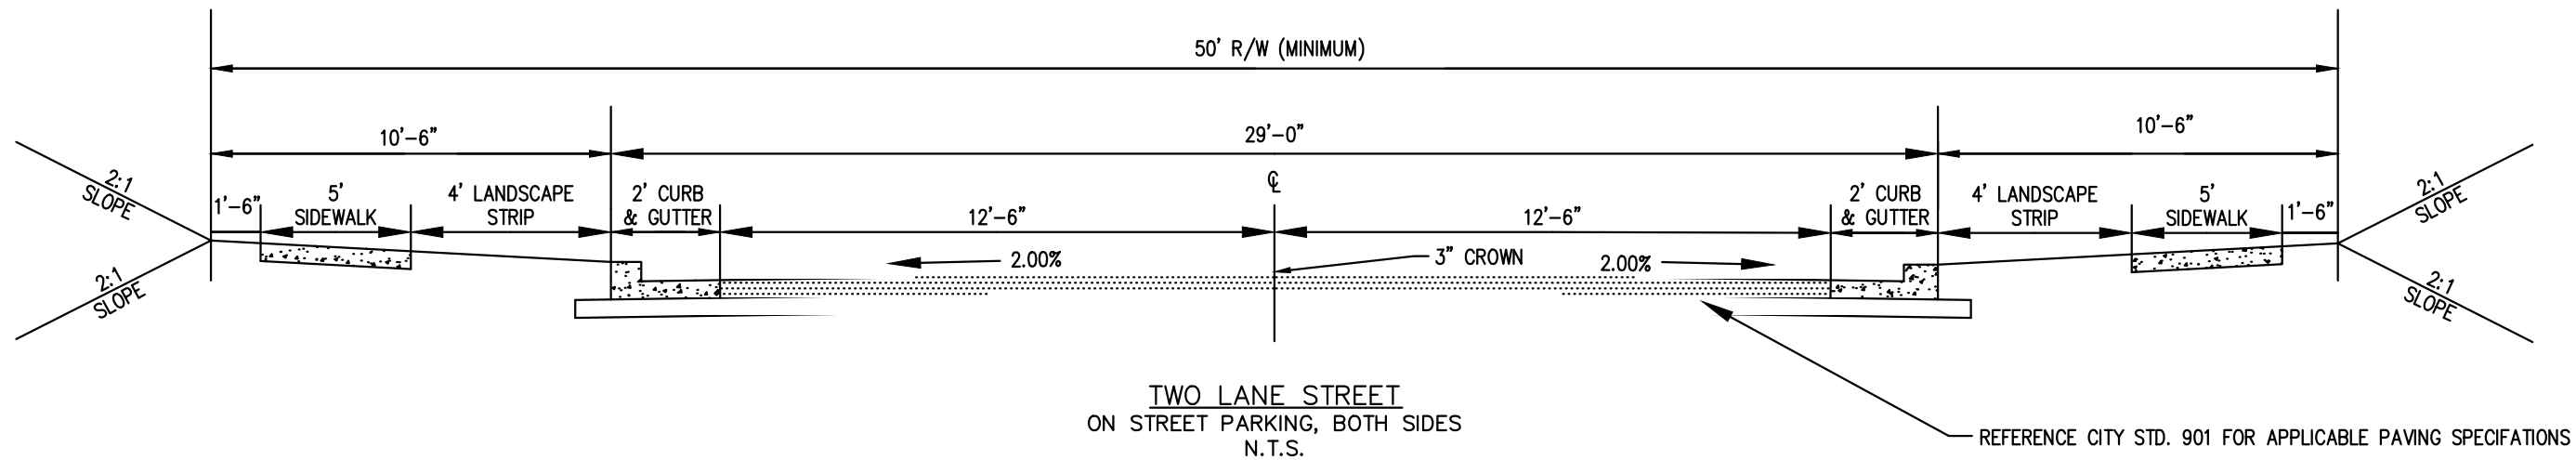 50' R/W (MINIMUM)
10'-6"
29'-0"
10'-6"
2:1
SLOPE
1'-6"
5'
SIDEWALK
4' LANDSCAPE
STRIP
2' CURB
& GUTTER
12'-6"
℄
12'-6"
2' CURB
& GUTTER
4' LANDSCAPE
STRIP
5'
SIDEWALK
1'-6"
2:1
SLOPE
2:1
SLOPE
2.00%
3" CROWN
2.00%
2:1
SLOPE
TWO LANE STREET
ON STREET PARKING, BOTH SIDES
N.T.S.
REFERENCE CITY STD. 901 FOR APPLICABLE PAVING SPECIFATIONS